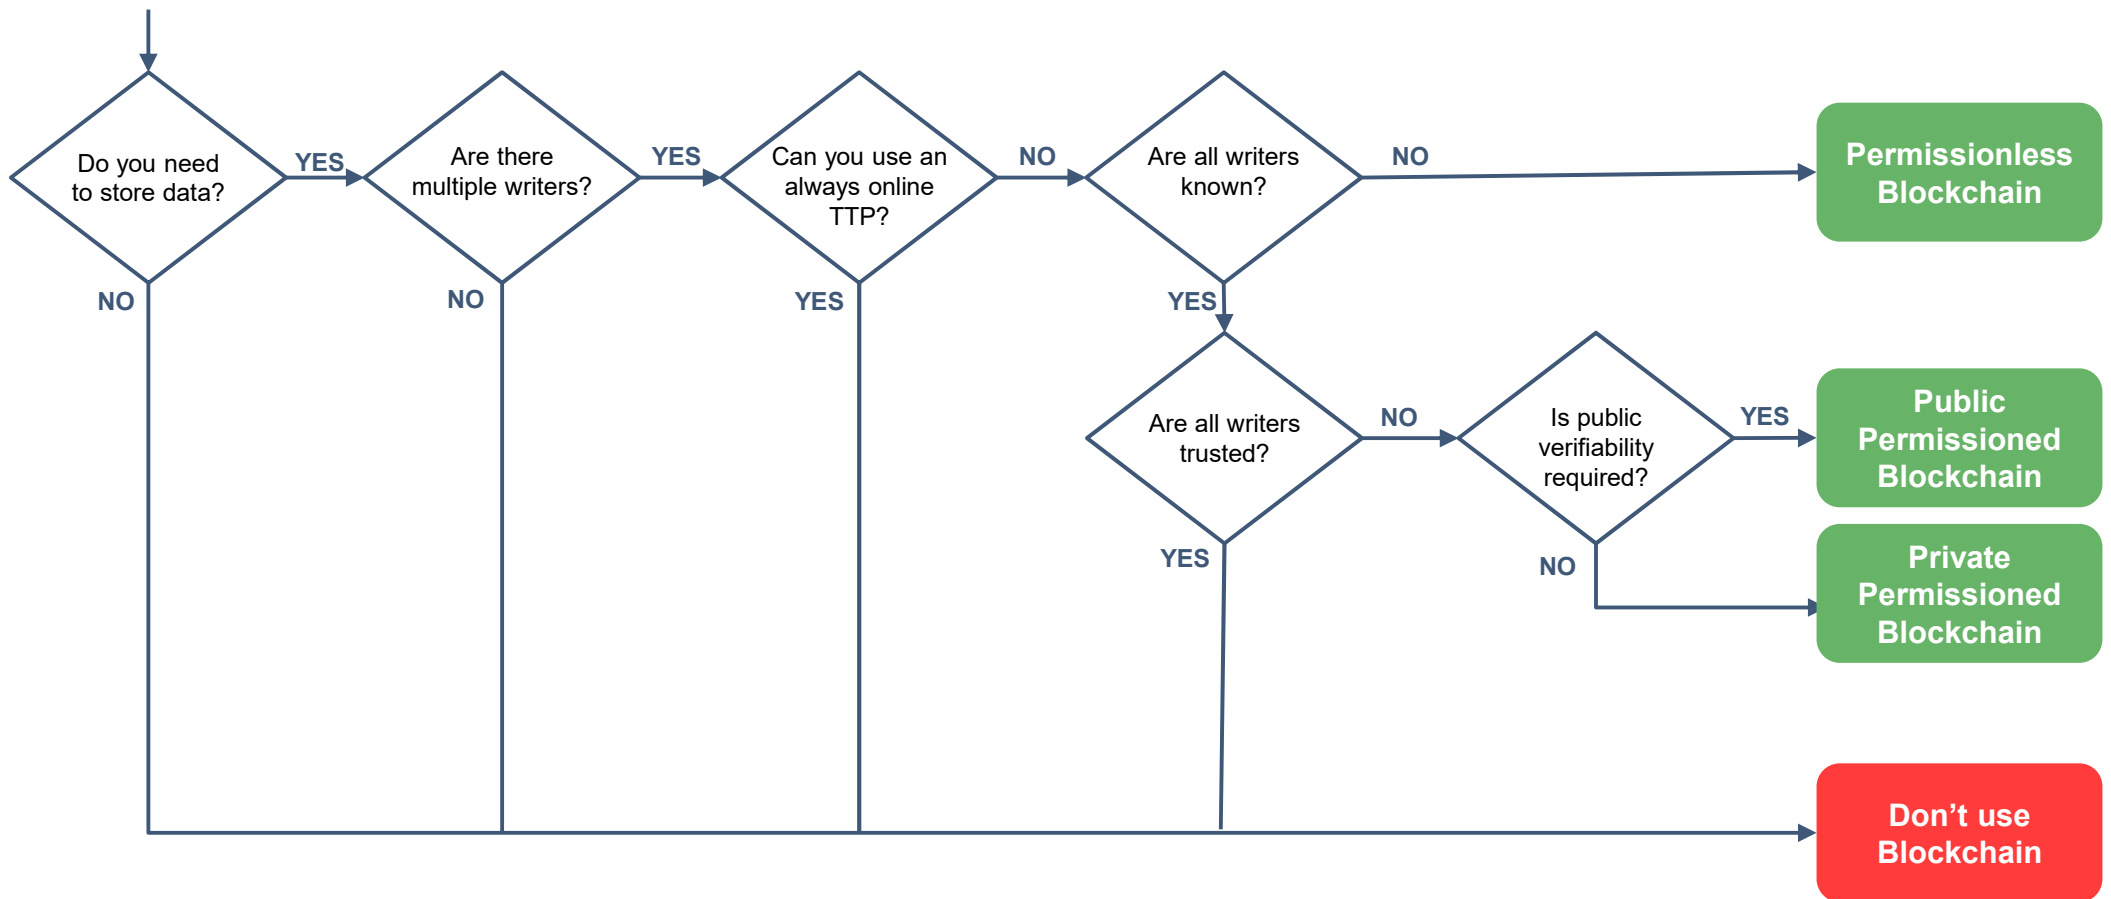 Do you need
to store data?
YES
NO
Are there
multiple writers?
YES
NO
Can you use an
always online
TTP?
NO
YES
Are all writers
known?
NO
YES
Permissionless
Blockchain
Are all writers
trusted?
NO
YES
Is public
verifiability
required?
YES
NO
Public
Permissioned
Blockchain
Private
Permissioned
Blockchain
Don’t use
Blockchain